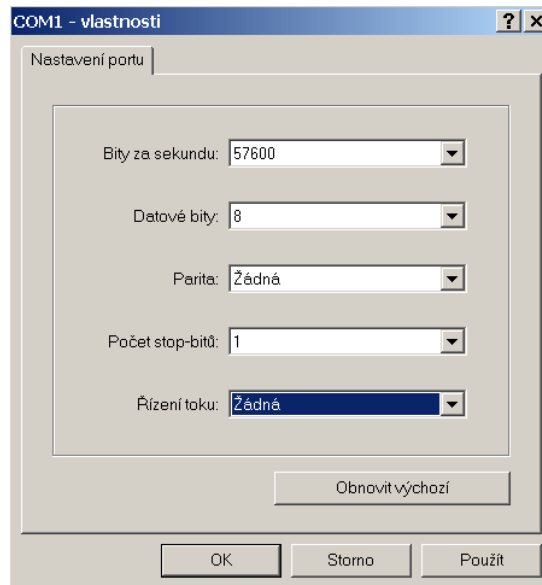 COM1 - vlastnosti
Nastavení portu
Bity za sekundu: 57600
Datové bity: 8
Parita: Žádná
Počet stop-bitů: 1
Řízení toku: Žádná
Obnovit výchozí
OK Storno Použít